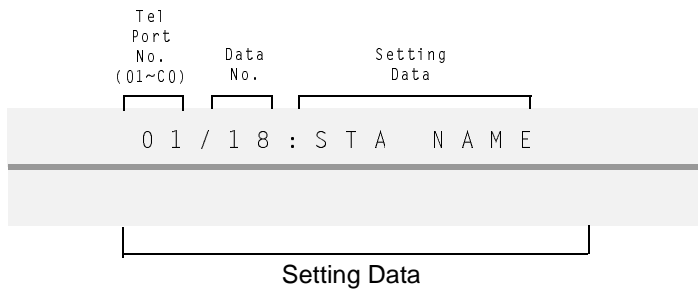 Tel
Port
No.
(01~C0)
Data
No.
Setting
Data
01/18:STA NAME
Setting Data